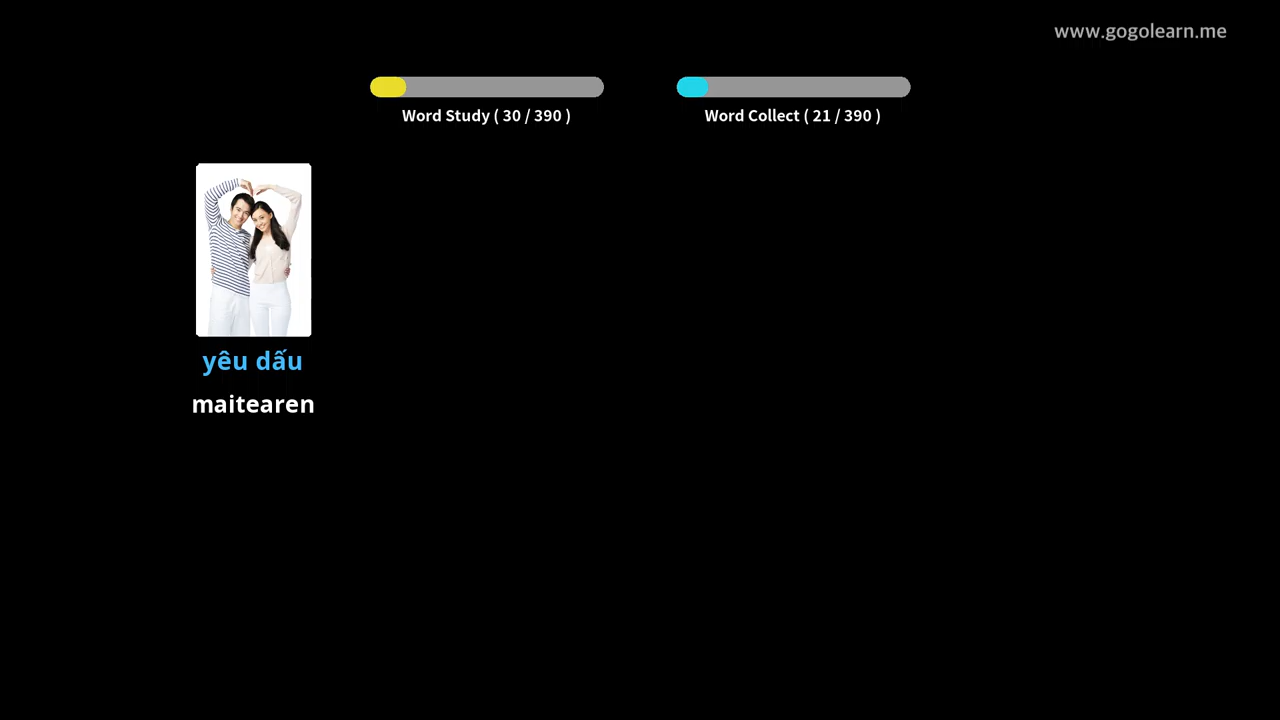 www.gogolearn.me
Word Study ( 30 / 390 )
Word Collect ( 21 / 390 )
yêu dấu
maitearen